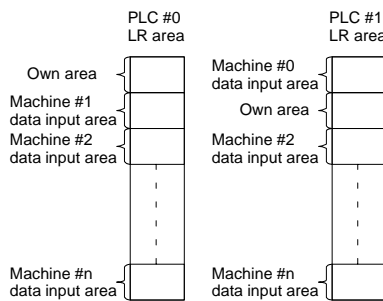 PLC #0
LR area
Own area
Machine #1
data input area
Machine #2
data input area
Machine #n
data input area
PLC #1
LR area
Machine #0
data input area
Own area
Machine #2
data input area
Machine #n
data input area